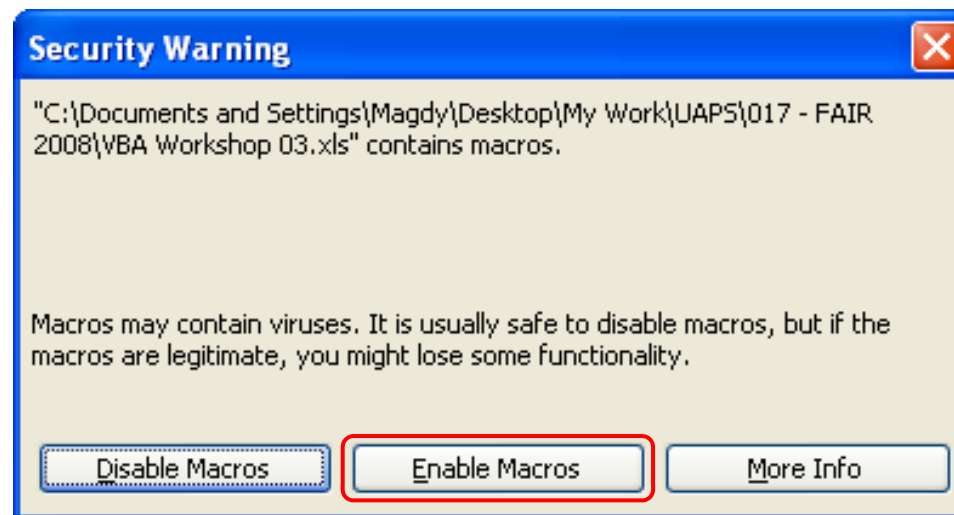 Security Warning
"C:\Documents and Settings\Magdy\Desktop\My Work\UAPS\017 - FAIR
2008\VBA Workshop 03.xls" contains macros.
Macros may contain viruses. It is usually safe to disable macros, but if the
macros are legitimate, you might lose some functionality.
Disable Macros
Enable Macros
More Info